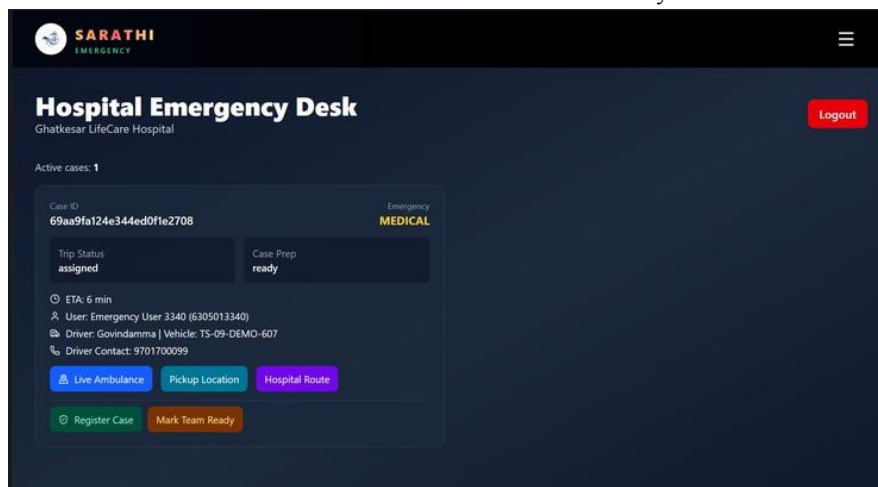 SARATHI
EMERGENCY
Hospital Emergency Desk
Ghatkesar LifeCare Hospital
Logout
Active cases: 1
Case ID
Emergency
69aa9fa124e344ed0f1e2708
MEDICAL
Trip Status
Case Prep
assigned
ready
ETA: 6 min
User: Emergency User 3340 (6305013340)
Driver: Govindamma | Vehicle: TS-09-DEMO-607
Driver Contact: 9701700099
Live Ambulance
Pickup Location
Hospital Route
Register Case
Mark Team Ready